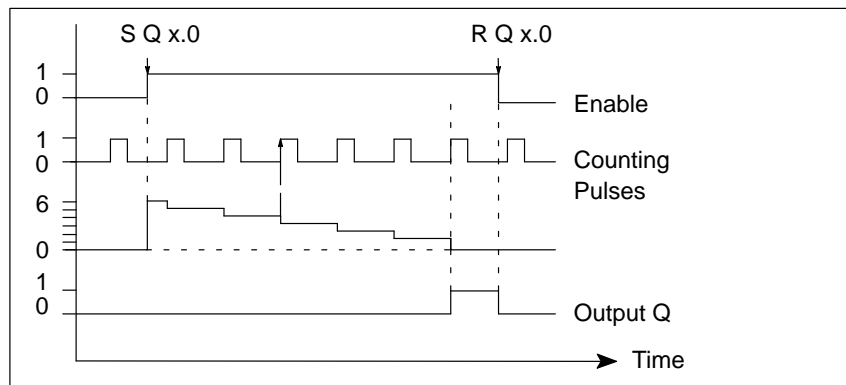 S Q x.0 R Q x.0
1
0 Enable
1
0 Counting
Pulses
6
0
1
0 Output Q
Time